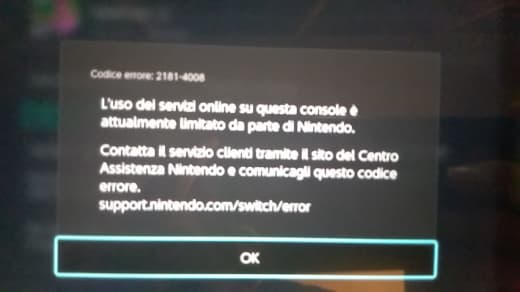 Codice errore: 2181-4008
L'uso dei servizi online su questa console è
attualmente limitato da parte di Nintendo.
Contatta il servizio clienti tramite il sito del Centro
Assistenza Nintendo e comunicagli questo codice
errore.
support.nintendo.com/switch/error
OK